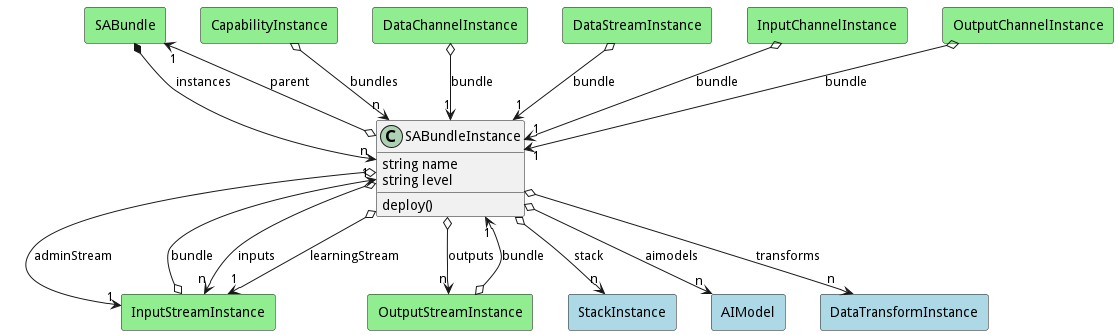 SABundle
CapabilityInstance
DataChannelInstance
DataStreamInstance
InputChannelInstance
OutputChannelInstance
1
instances
parent
bundles
bundle
bundle
bundle
bundle
n
1
1
1
1
n
C SABundleInstance
string name
string level
deploy()
1
1
adminStream
bundle
inputs
learningStream
outputs
bundle
stack
aimodels
transforms
1
n
1
n
n
n
n
InputStreamInstance
OutputStreamInstance
StackInstance
AIModel
DataTransformInstance